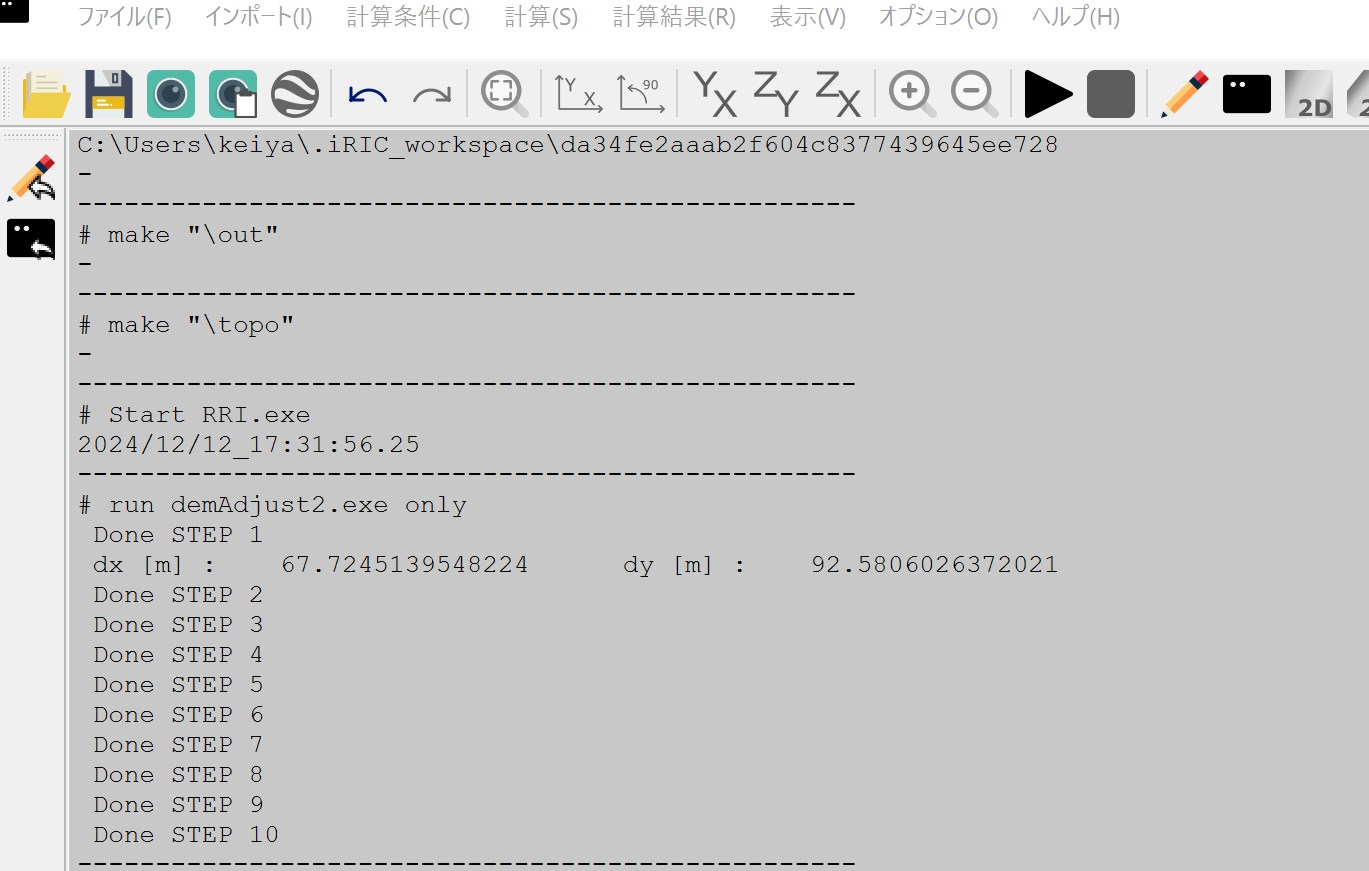 ファイル(F) インポート(I) 計算条件(C) 計算(S) 計算結果(R) 表示(V) オプション(O) ヘルプ(H)
Y X 90 Y X Z Y Z X 2D 2
C:\Users\keiya\.iRIC_workspace\da34fe2aaab2f604c8377439645ee728
-
--------------------------------------------------
# make "\out"
-
--------------------------------------------------
# make "\topo"
-
--------------------------------------------------
# Start RRI.exe
2024/12/12_17:31:56.25
--------------------------------------------------
# run demAdjust2.exe only
Done STEP 1
dx [m] : 67.7245139548224 dy [m] : 92.5806026372021
Done STEP 2
Done STEP 3
Done STEP 4
Done STEP 5
Done STEP 6
Done STEP 7
Done STEP 8
Done STEP 9
Done STEP 10
--------------------------------------------------